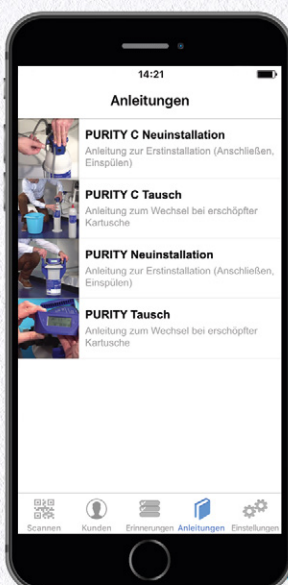 14:21
Anleitungen
PURITY C Neuinstallation
Anleitung zur Erstinstallation (Anschließen,
Einspülen)
PURITY C Tausch
Anleitung zum Wechsel bei erschöpfter
Kartusche
PURITY Neuinstallation
Anleitung zur Erstinstallation (Anschließen,
Einspülen)
PURITY Tausch
Anleitung zum Wechsel bei erschöpfter
Kartusche
Scannen Kunden Erinnerungen Anleitungen Einstellungen